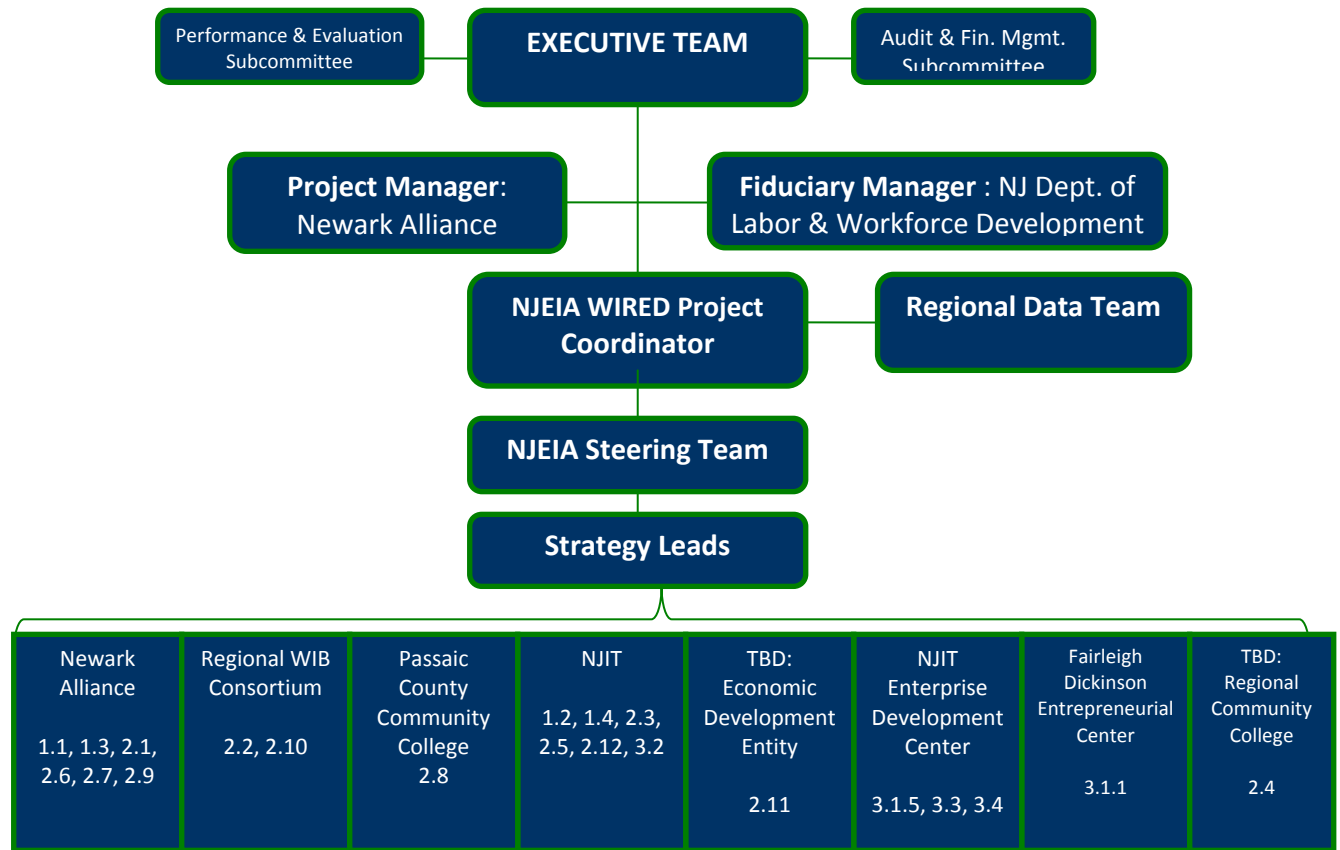 Performance & Evaluation
Subcommittee
EXECUTIVE TEAM
Audit & Fin. Mgmt.
Subcommittee
Project Manager:
Newark Alliance
Fiduciary Manager : NJ Dept. of
Labor & Workforce Development
NJEIA WIRED Project
Coordinator
Regional Data Team
NJEIA Steering Team
Strategy Leads
Newark
Alliance
1.1, 1.3, 2.1,
2.6, 2.7, 2.9
Regional WIB
Consortium
2.2, 2.10
Passaic
County
Community
College
2.8
NJIT
1.2, 1.4, 2.3,
2.5, 2.12, 3.2
TBD:
Economic
Development
Entity
2.11
NJIT
Enterprise
Development
Center
3.1.5, 3.3, 3.4
Fairleigh
Dickinson
Entrepreneurial
Center
3.1.1
TBD:
Regional
Community
College
2.4